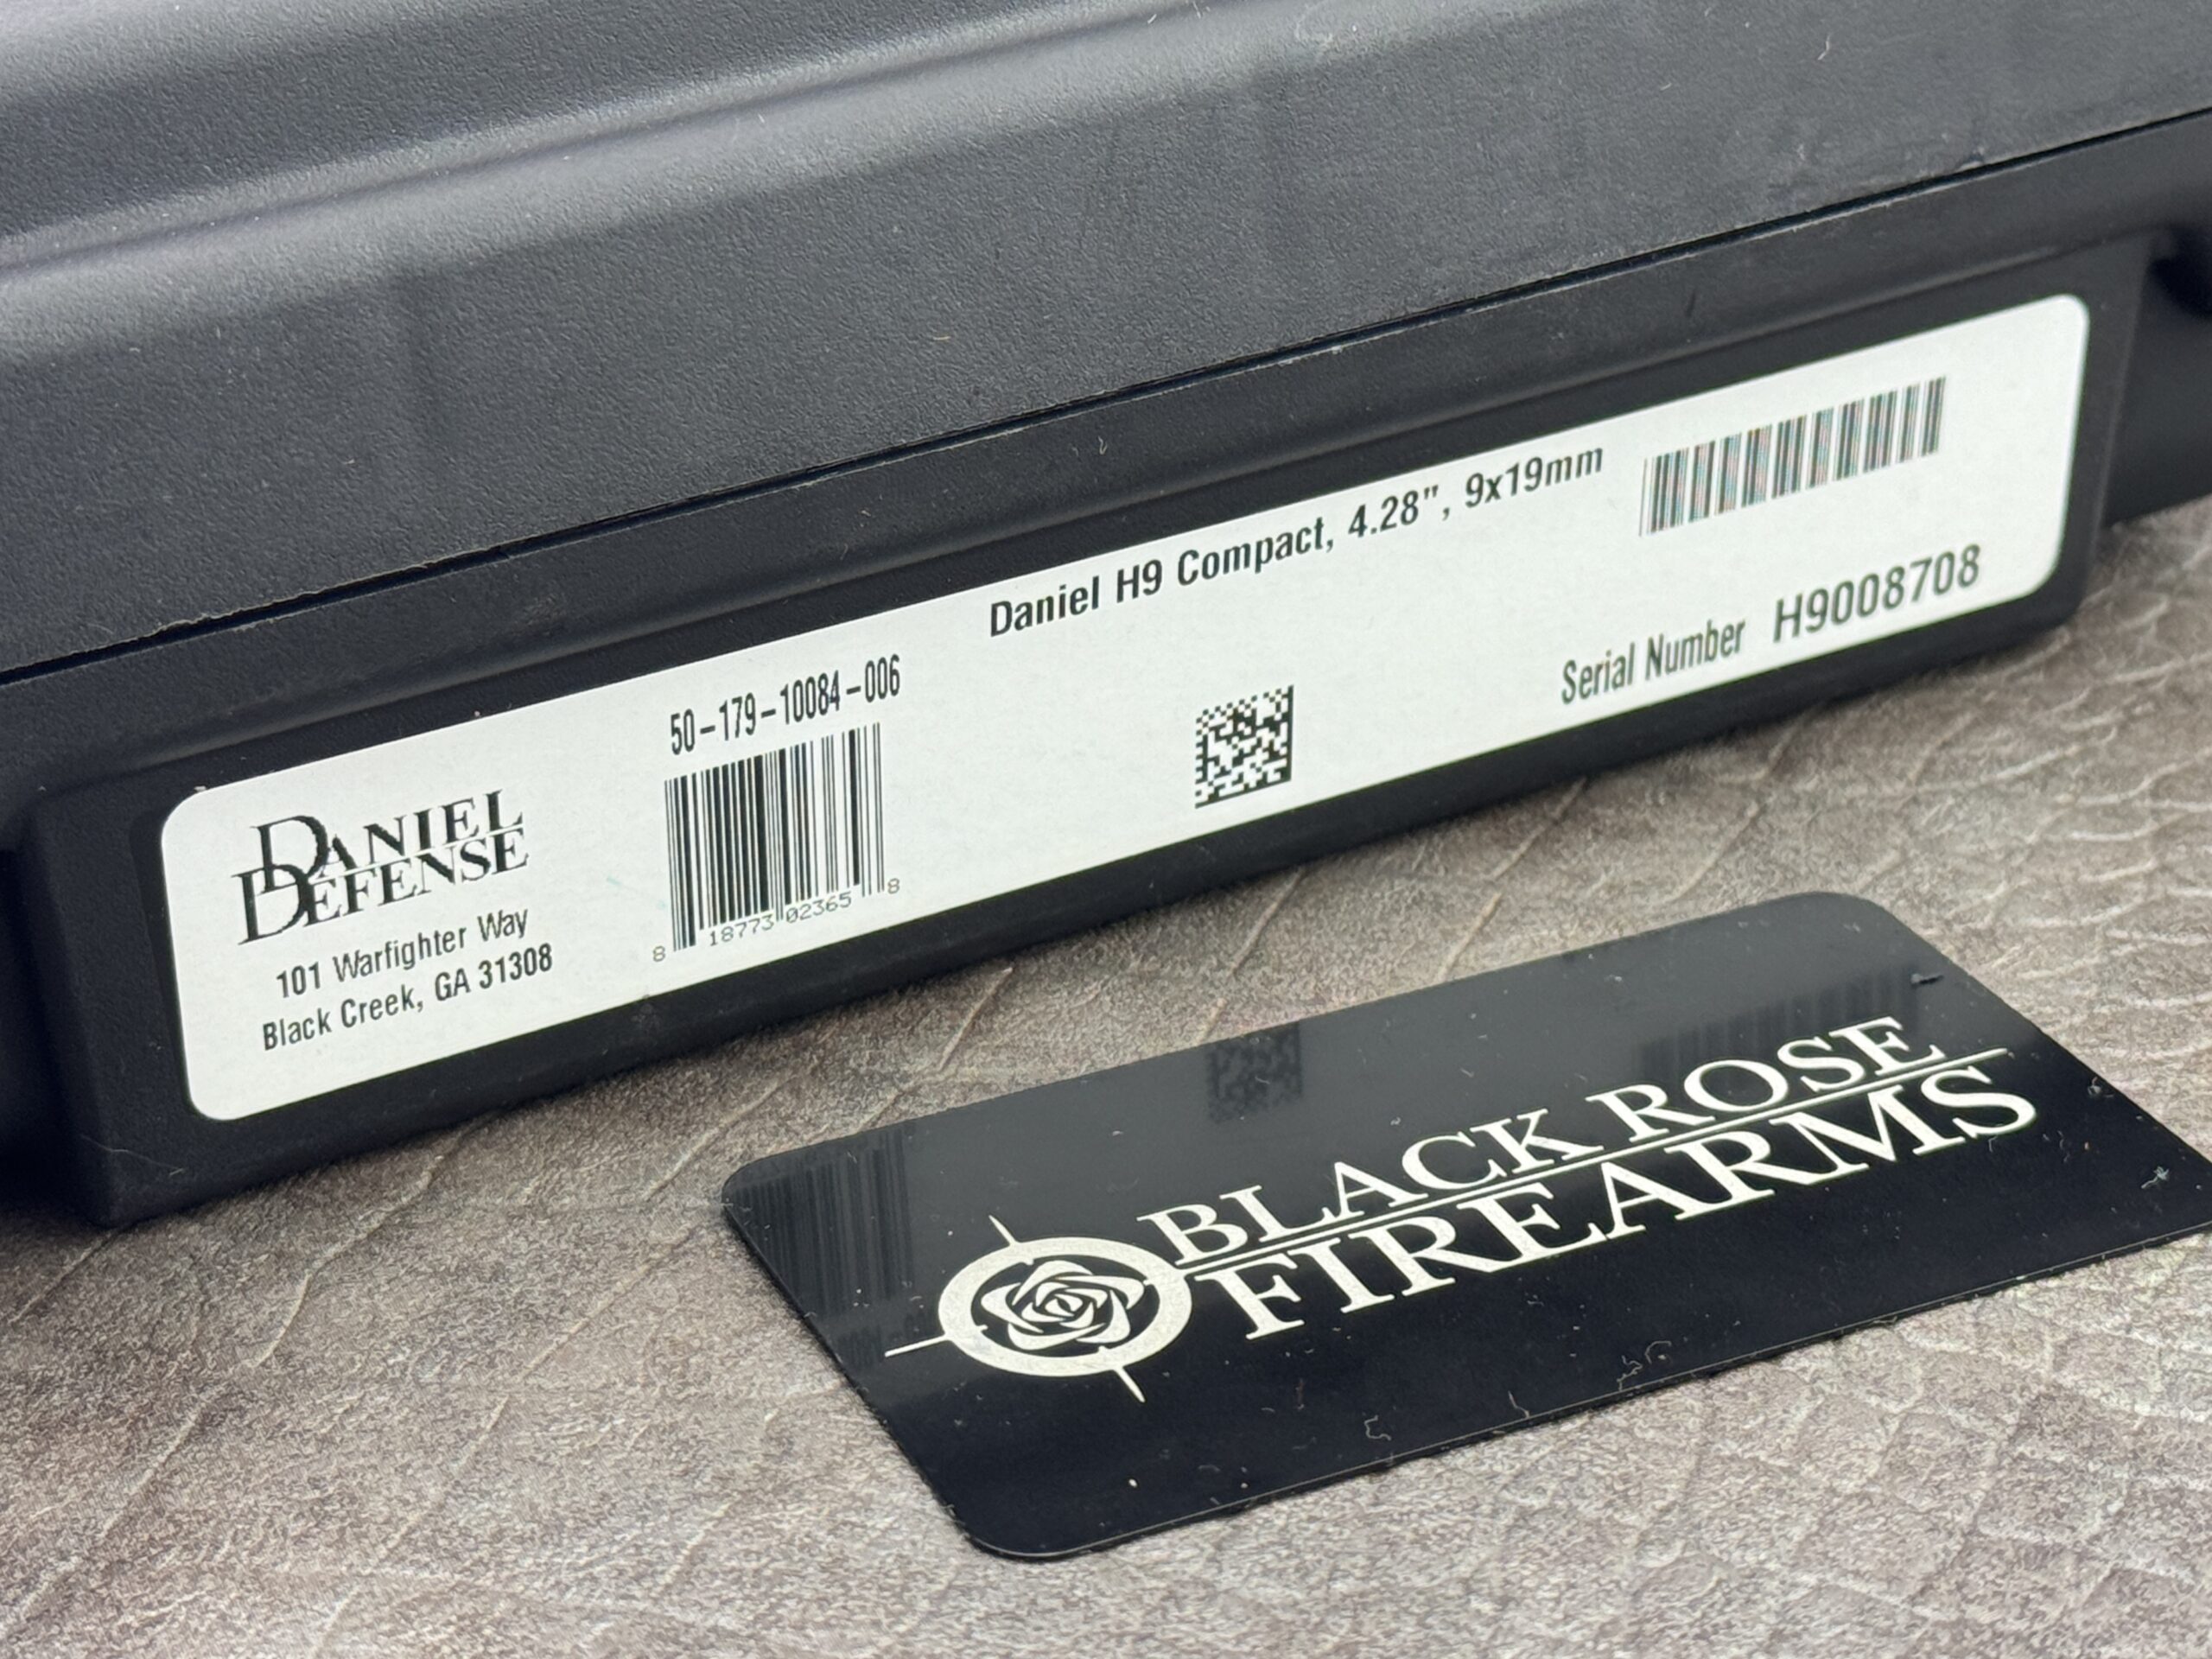 DANIEL
DEFENSE
101 Warfighter Way
Black Creek, GA 31308
50-179-10084-006
8 18773 02365 8
Daniel H9 Compact, 4.28", 9x19mm
Serial Number H9008708
BLACK ROSE
FIREARMS